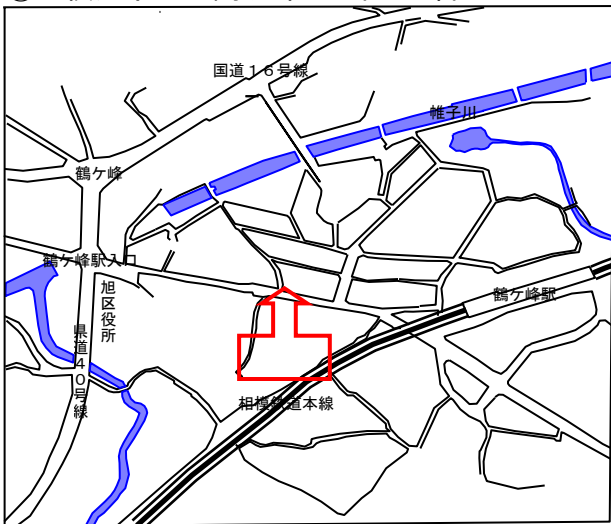 国道１６号線
帷子川
鶴ケ峰
鶴ケ峰駅入口
旭区役所
県道４０号線
鶴ケ峰駅
相模鉄道本線